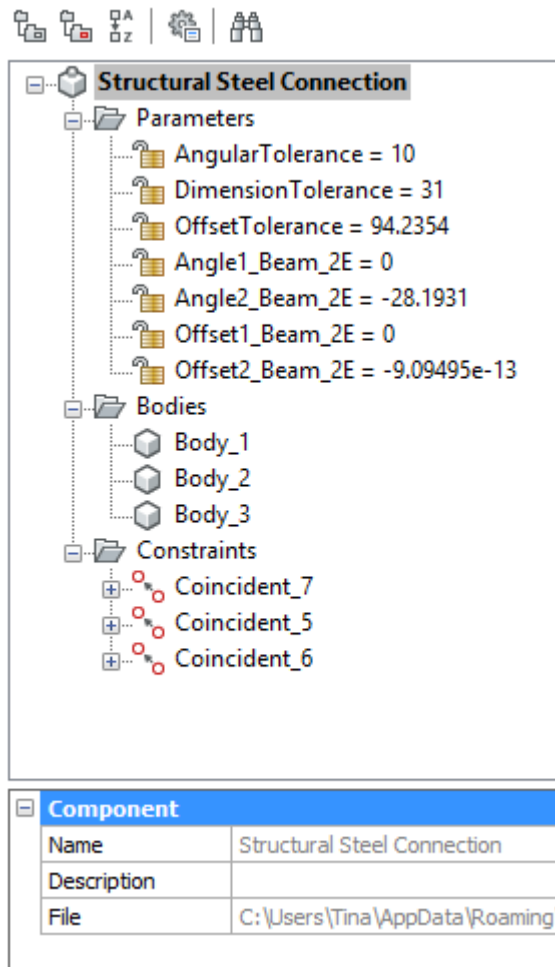 Structural Steel Connection
Parameters
AngularTolerance = 10
DimensionTolerance = 31
OffsetTolerance = 94.2354
Angle1_Beam_2E = 0
Angle2_Beam_2E = -28.1931
Offset1_Beam_2E = 0
Offset2_Beam_2E = -9.09495e-13
Bodies
Body_1
Body_2
Body_3
Constraints
Coincident_7
Coincident_5
Coincident_6
Component
Name Structural Steel Connection
Description
File C:\Users\Tina\AppData\Roaming